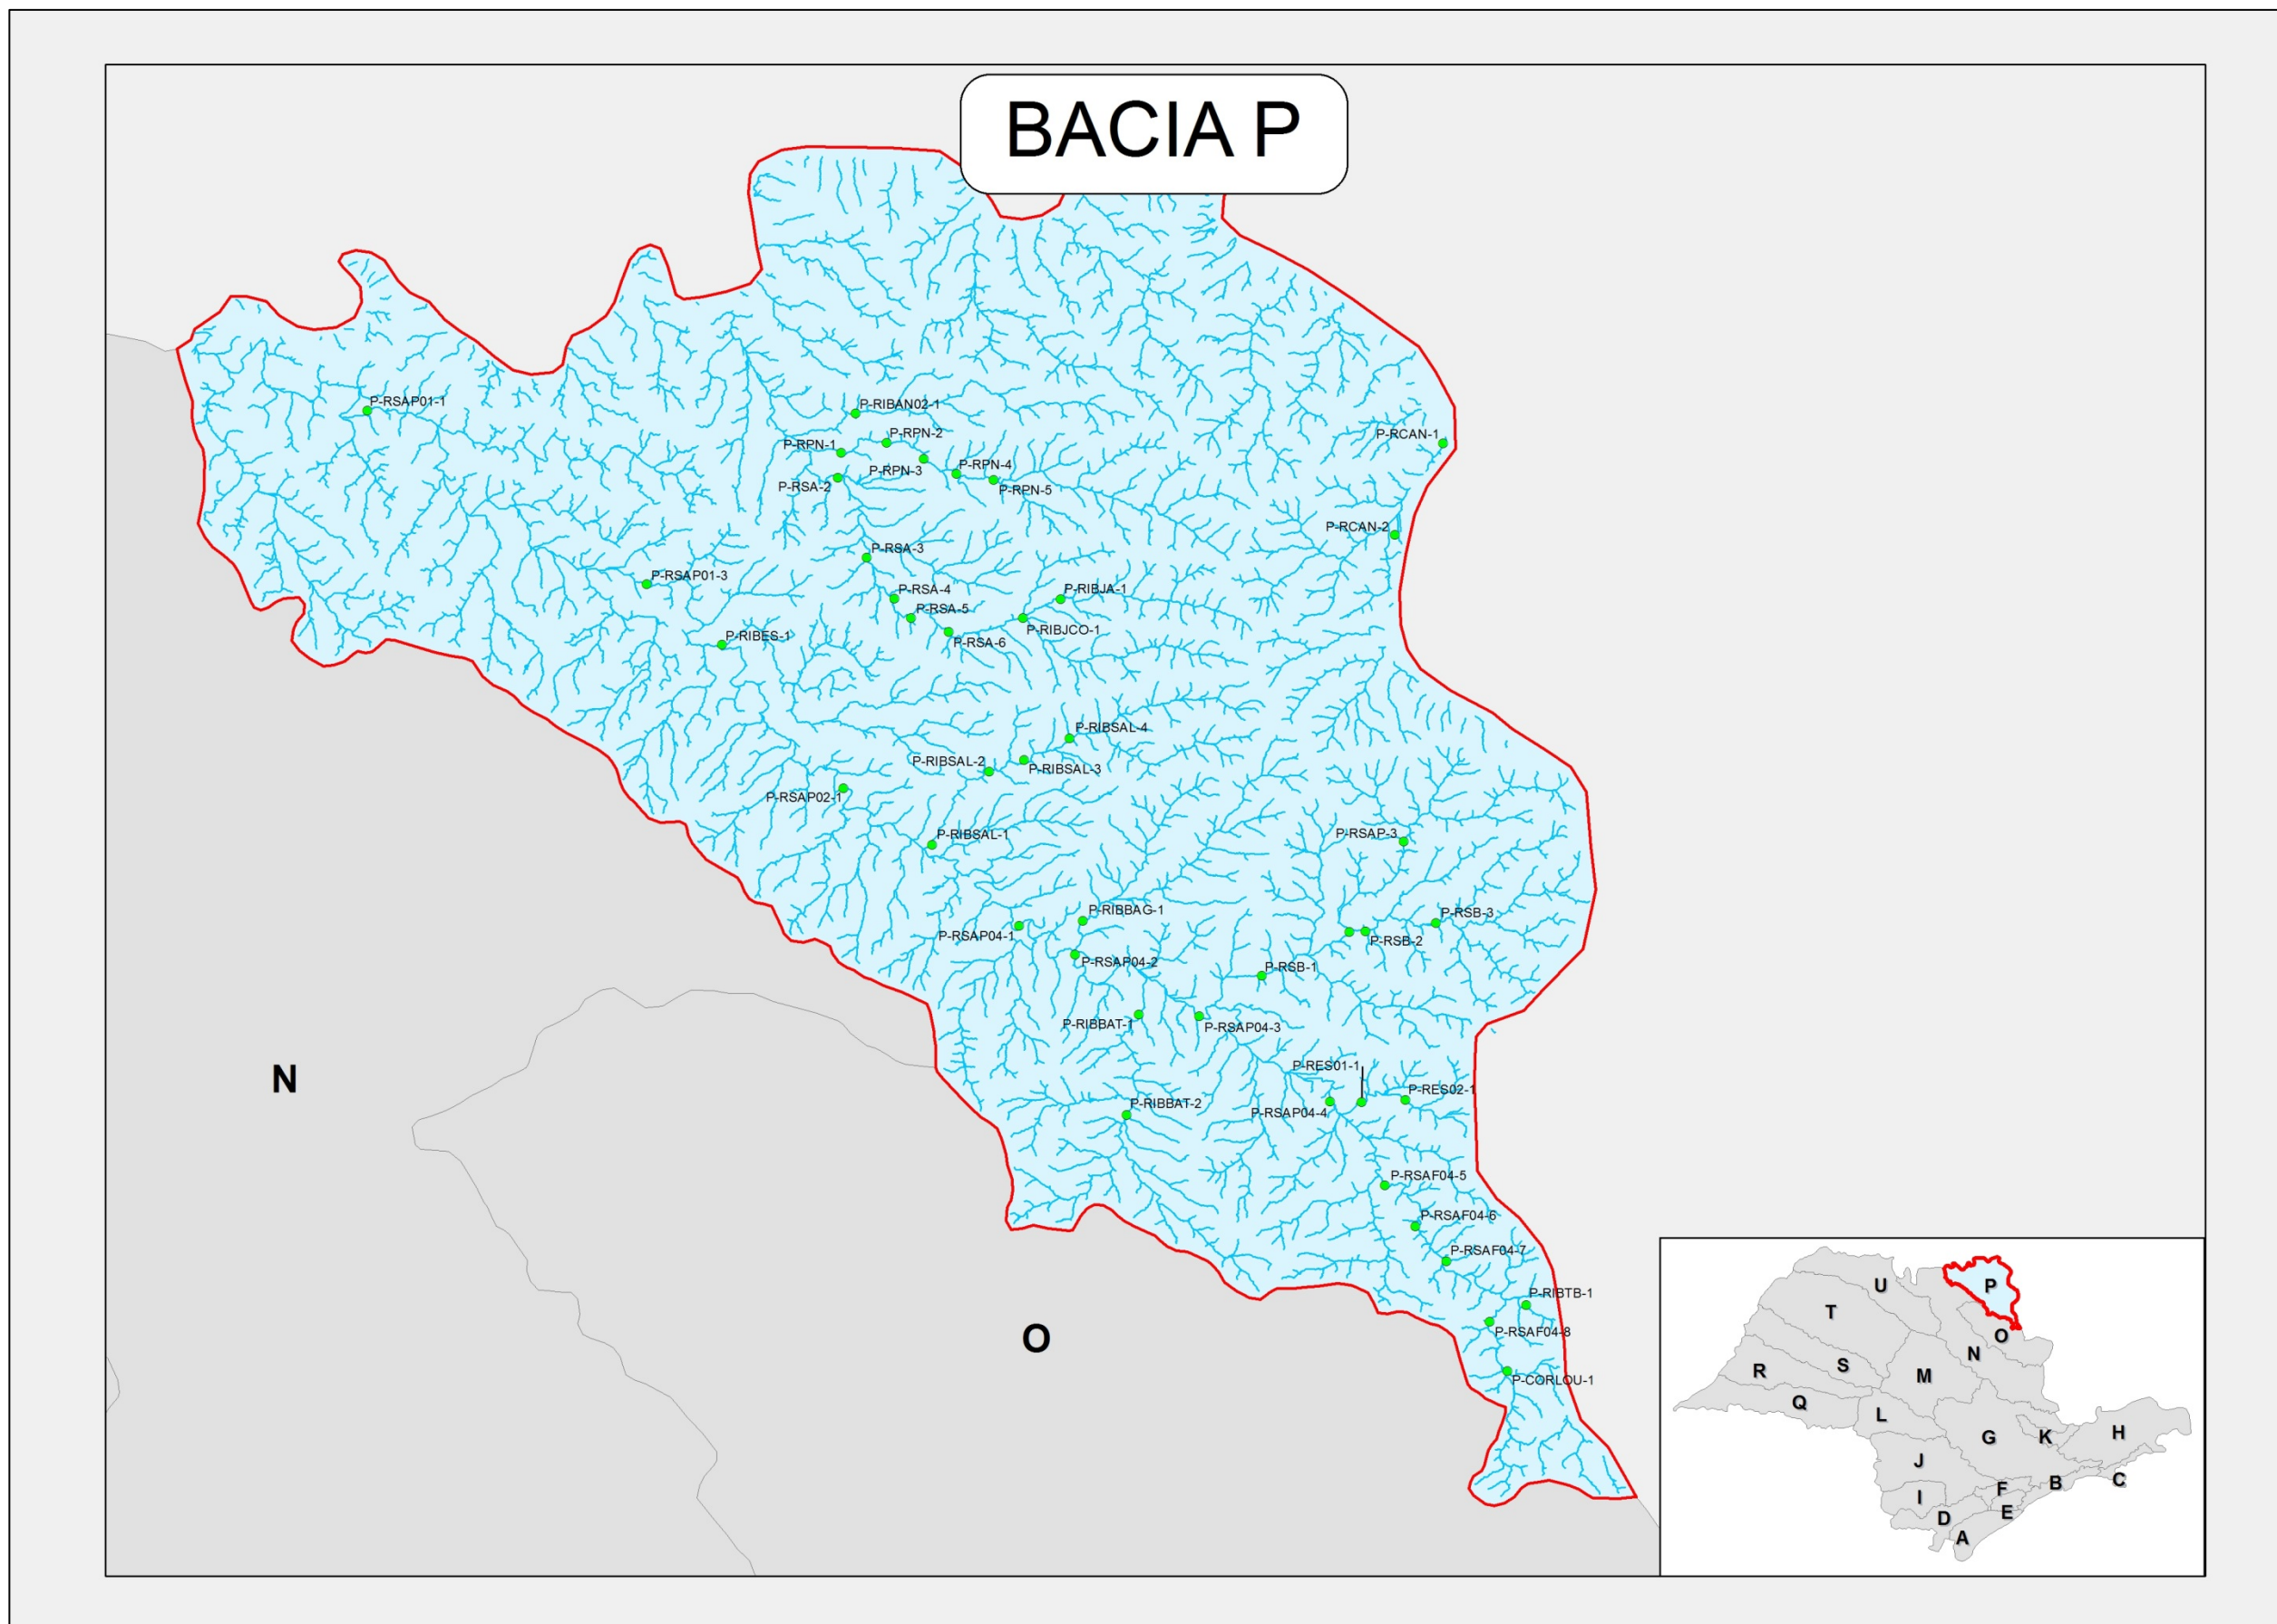 BACIA P
P-RSAP01-1
P-RIBAN02-1
P-RPN-2
P-RPN-1
P-RCAN-1
P-RPN-3
P-RPN-4
P-RSA-2
P-RPN-5
P-RCAN-2
P-RSA-3
P-RSAP01-3
P-RSA-4
P-RIBJA-1
P-RSA-5
P-RIBJCO-1
P-RIBES-1
P-RSA-6
P-RIBSAL-4
P-RIBSAL-2
P-RIBSAL-3
P-RSAP02-1
P-RIBSAL-1
P-RSAP-3
P-RIBBAG-1
P-RSB-3
P-RSAP04-1
P-RSB-2
P-RSAP04-2
P-RSB-1
P-RIBBAT-1
P-RSAP04-3
P-RES01-1
N
P-RES02-1
P-RIBBAT-2
P-RSAP04-4
P-RSAF04-5
P-RSAF04-6
P-RSAF04-7
P-RIBTB-1
P-RSAF04-8
O
P-CORLOU-1
U
P
T
O
N
S
R
M
Q
L
G
K
H
J
F
B
C
I
E
D
A